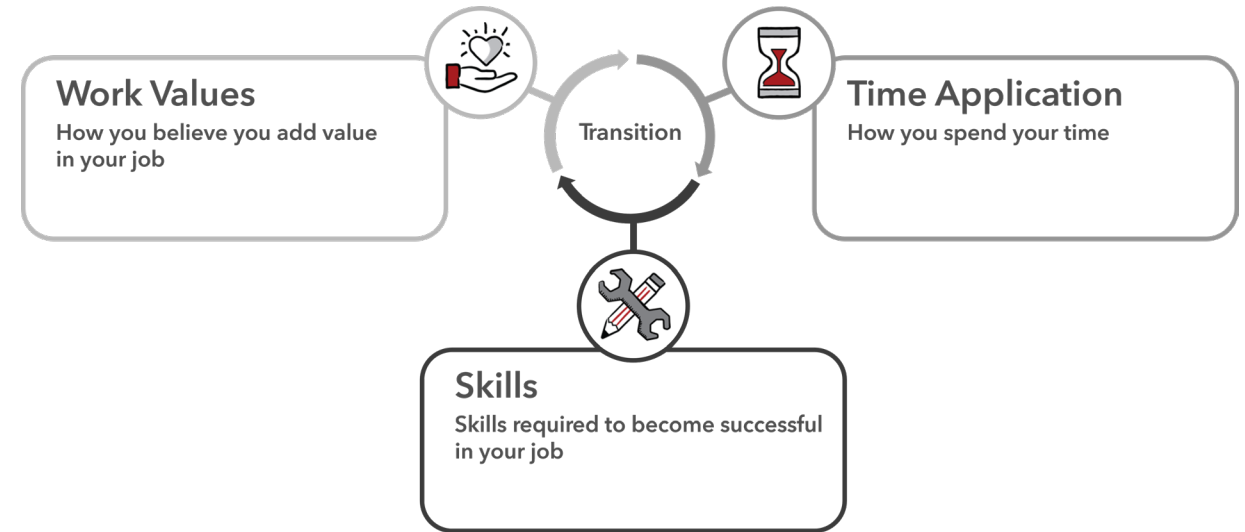 Work Values
How you believe you add value
in your job
Transition
Time Application
How you spend your time
Skills
Skills required to become successful
in your job